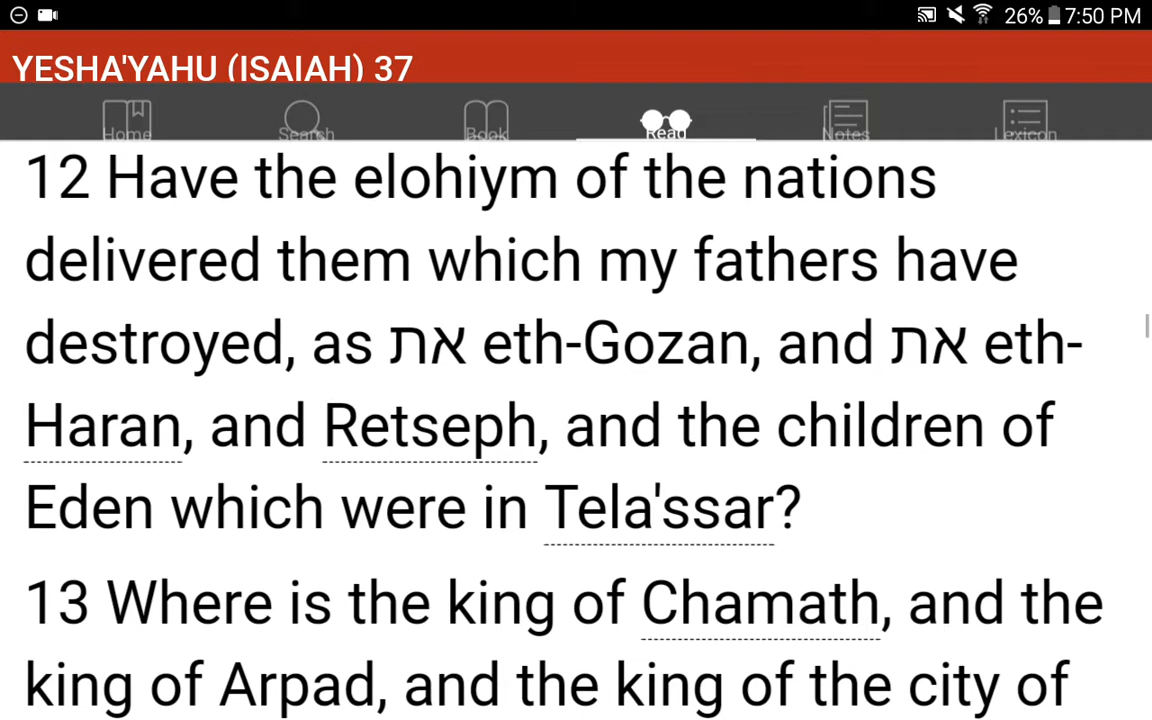 26% 7:50 PM
YESHA'YAHU (ISAIAH) 37
Home Search Book Read Notes Lexicon
12 Have the elohiym of the nations
delivered them which my fathers have
destroyed, as את eth-Gozan, and את eth-
Haran, and Retseph, and the children of
Eden which were in Tela'ssar?
13 Where is the king of Chamath, and the
king of Arpad, and the king of the city of